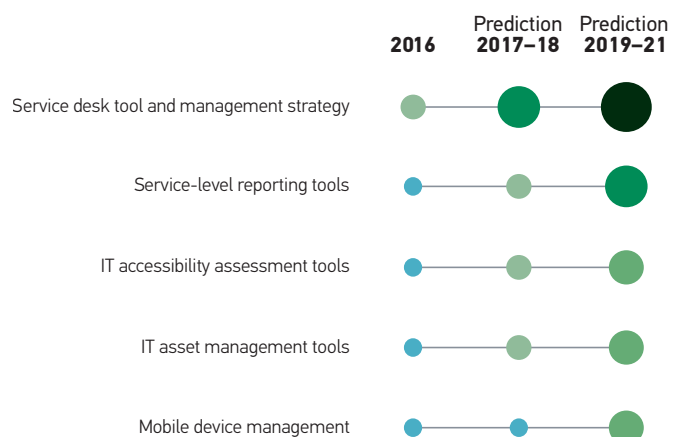 Prediction Prediction
2016 2017–18 2019–21
Service desk tool and management strategy
Service-level reporting tools
IT accessibility assessment tools
IT asset management tools
Mobile device management